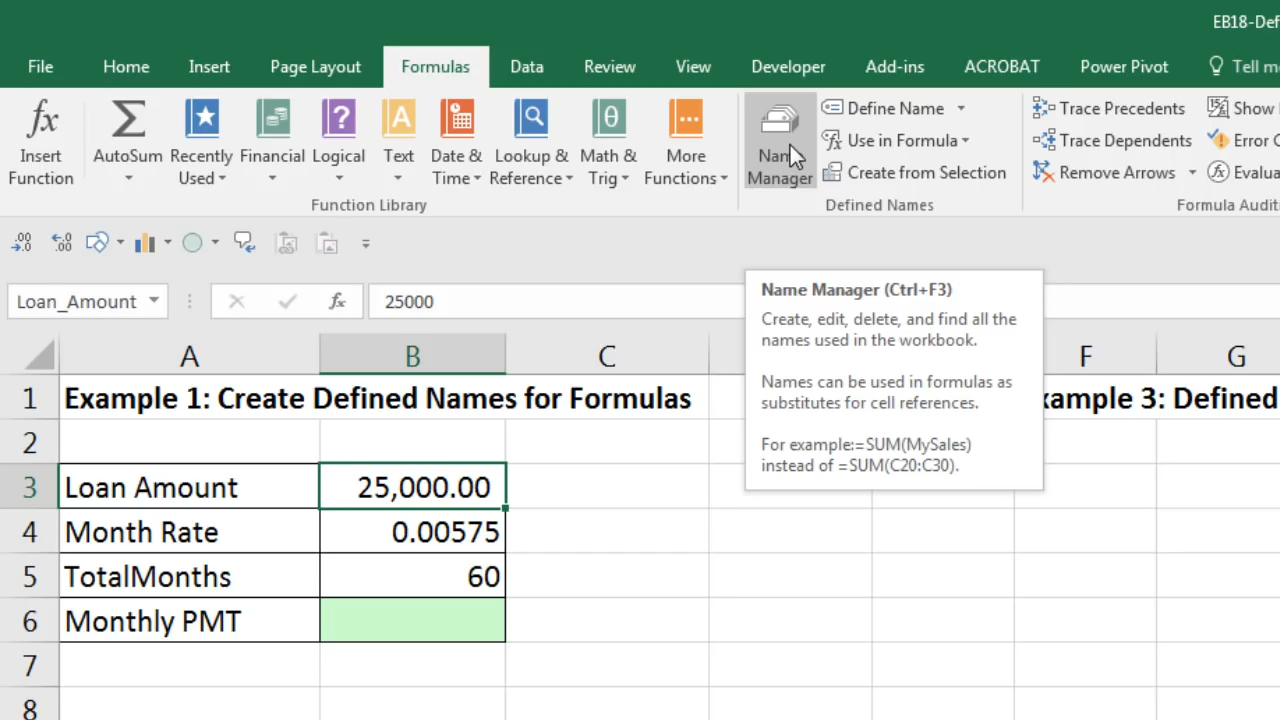 EB18-Def
File Home Insert Page Layout Formulas Data Review View Developer Add-ins ACROBAT Power Pivot Tell me
fx Σ A θ
Insert Function
AutoSum
Recently Used
Financial
Logical
Text
Date & Time
Lookup & Reference
Math & Trig
More Functions
Function Library
Name Manager
Define Name
Use in Formula
Create from Selection
Defined Names
Trace Precedents
Trace Dependents
Remove Arrows
Show
Error C
Evalua
Formula Auditi
Loan_Amount fx 25000
Name Manager (Ctrl+F3)
Create, edit, delete, and find all the
names used in the workbook.
Names can be used in formulas as
substitutes for cell references.
For example:=SUM(MySales)
instead of =SUM(C20:C30).
A B C F G
1 Example 1: Create Defined Names for Formulas xample 3: Defined
2
3 Loan Amount 25,000.00
4 Month Rate 0.00575
5 TotalMonths 60
6 Monthly PMT
7
8